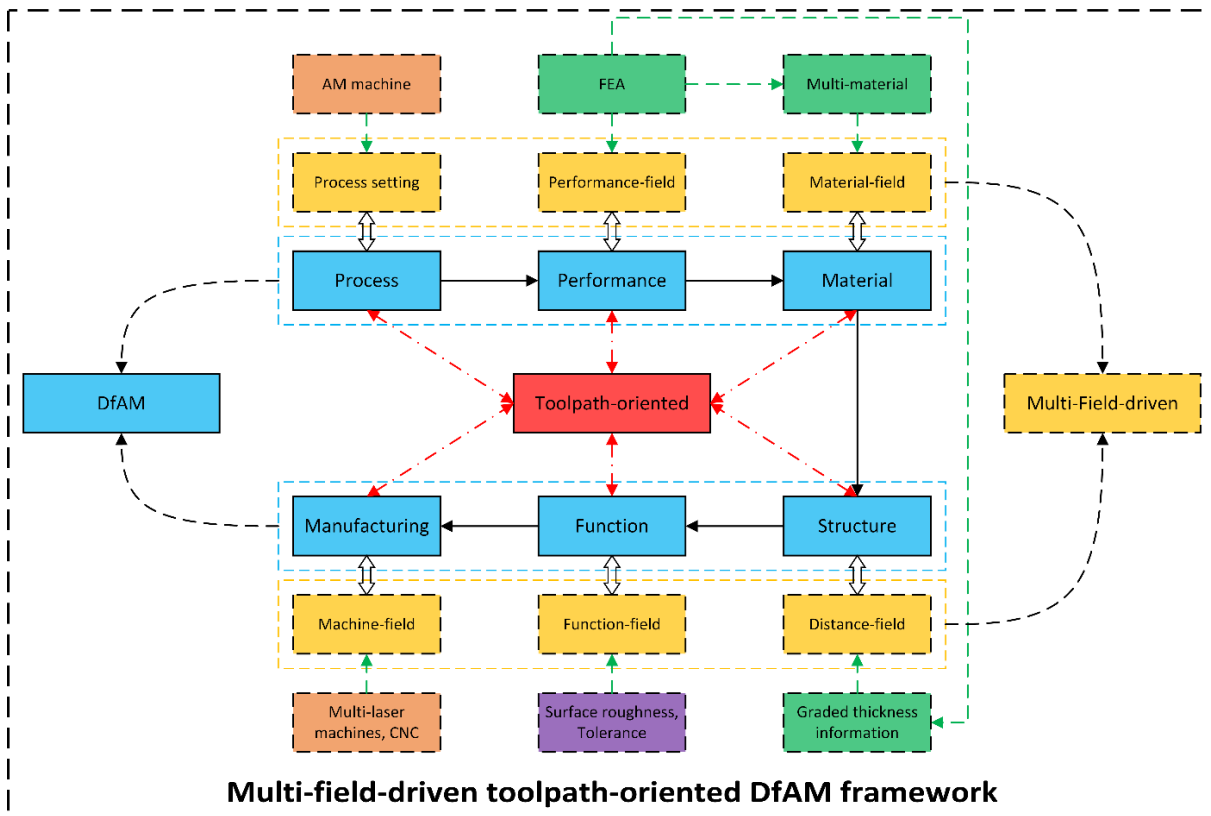 AM machine
FEA
Multi-material
Process setting
Performance-field
Material-field
Process
Performance
Material
DfAM
Toolpath-oriented
Multi-Field-driven
Manufacturing
Function
Structure
Machine-field
Function-field
Distance-field
Multi-laser
machines, CNC
Surface roughness,
Tolerance
Graded thickness
information
Multi-field-driven toolpath-oriented DfAM framework